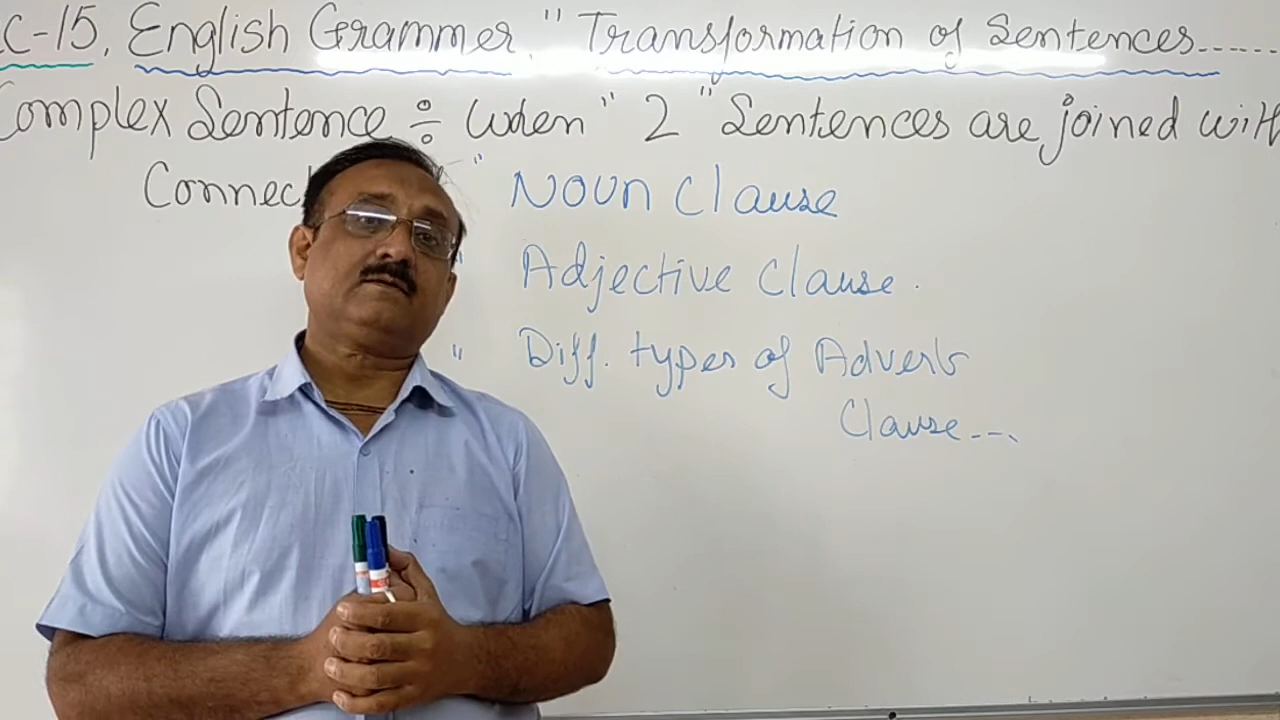 C-15, English Grammer " Transformation of Sentences......
Complex Sentence ÷ when " 2 " Sentences are joined with
" Noun Clause
" Adjective Clause.
" Diff. types of Adverb
Clause...